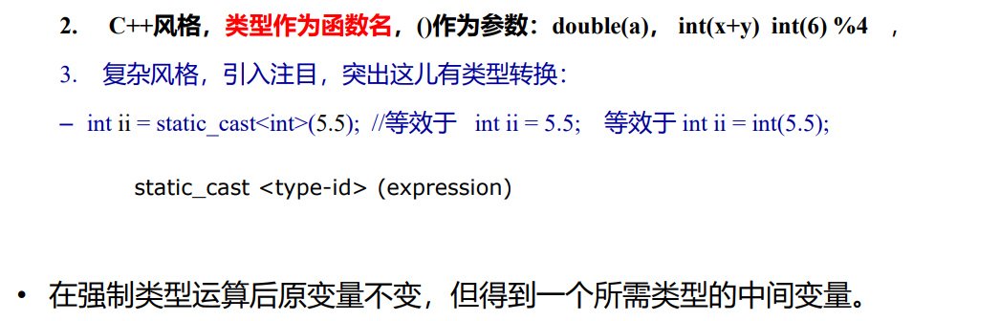 2. C++风格，类型作为函数名，()作为参数：double(a)， int(x+y) int(6) %4 ，
3. 复杂风格，引入注目，突出这儿有类型转换：
– int ii = static_cast<int>(5.5); //等效于 int ii = 5.5; 等效于 int ii = int(5.5);
static_cast <type-id> (expression)
• 在强制类型运算后原变量不变，但得到一个所需类型的中间变量。